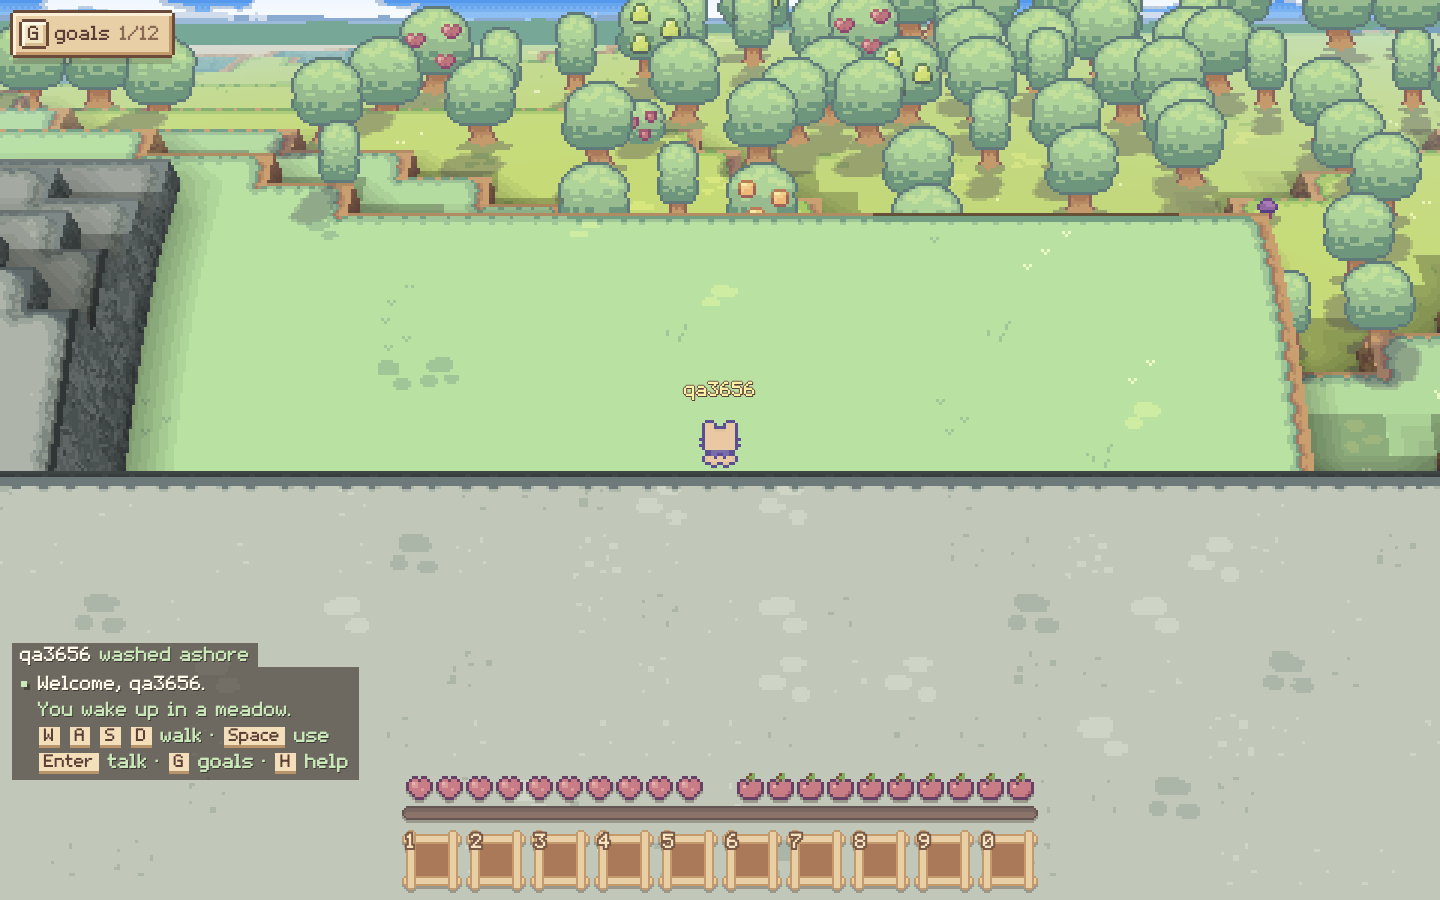 G goals 1/12
qa3656
qa3656 washed ashore
Welcome, qa3656.
You wake up in a meadow.
W A S D walk · Space use
Enter talk · G goals · H help
1 2 3 4 5 6 7 8 9 0